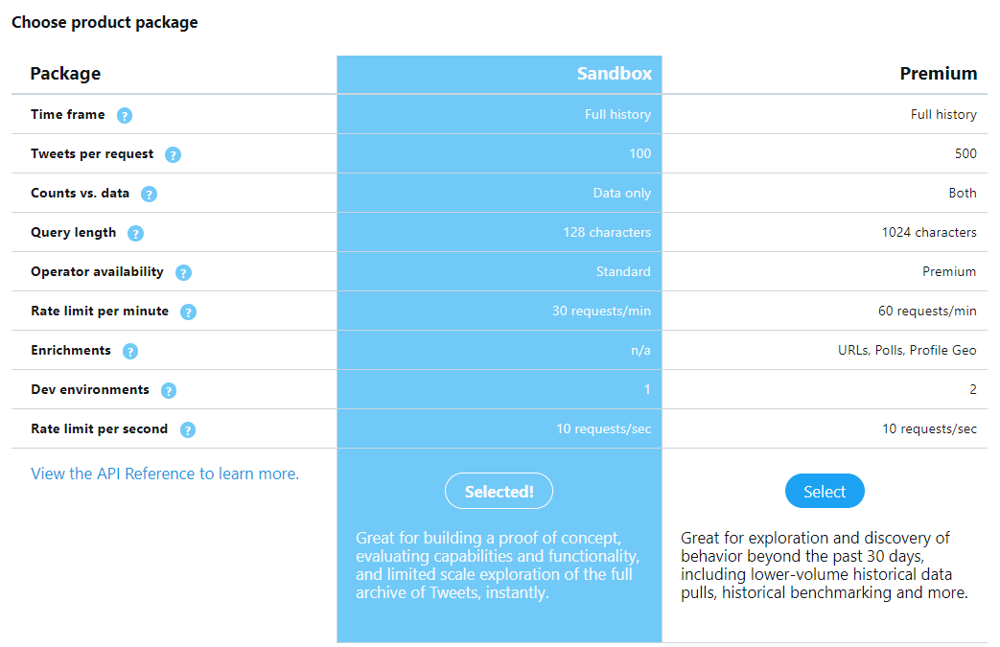 Choose product package
Package Sandbox Premium
Time frame ? Full history Full history
Tweets per request ? 100 500
Counts vs. data ? Data only Both
Query length ? 128 characters 1024 characters
Operator availability ? Standard Premium
Rate limit per minute ? 30 requests/min 60 requests/min
Enrichments ? n/a URLs, Polls, Profile Geo
Dev environments ? 1 2
Rate limit per second ? 10 requests/sec 10 requests/sec
View the API Reference to learn more.
Selected!
Great for building a proof of concept,
evaluating capabilities and functionality,
and limited scale exploration of the full
archive of Tweets, instantly.
Select
Great for exploration and discovery of
behavior beyond the past 30 days,
including lower-volume historical data
pulls, historical benchmarking and more.